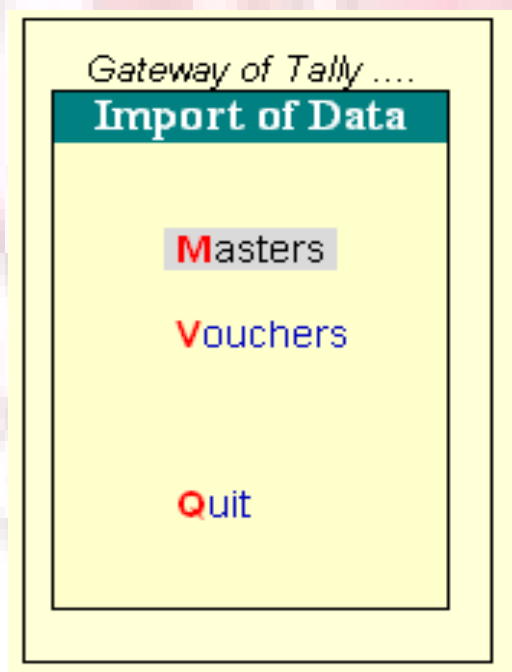 Gateway of Tally ....
Import of Data
Masters
Vouchers
Quit